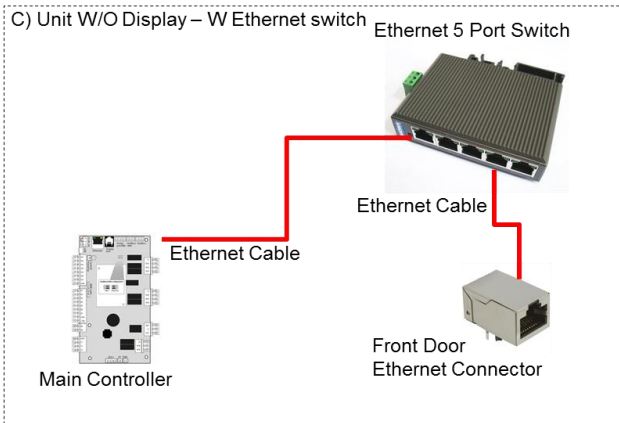 C) Unit W/O Display – W Ethernet switch
Ethernet 5 Port Switch
Ethernet Cable
Ethernet Cable
Main Controller
Front Door
Ethernet Connector